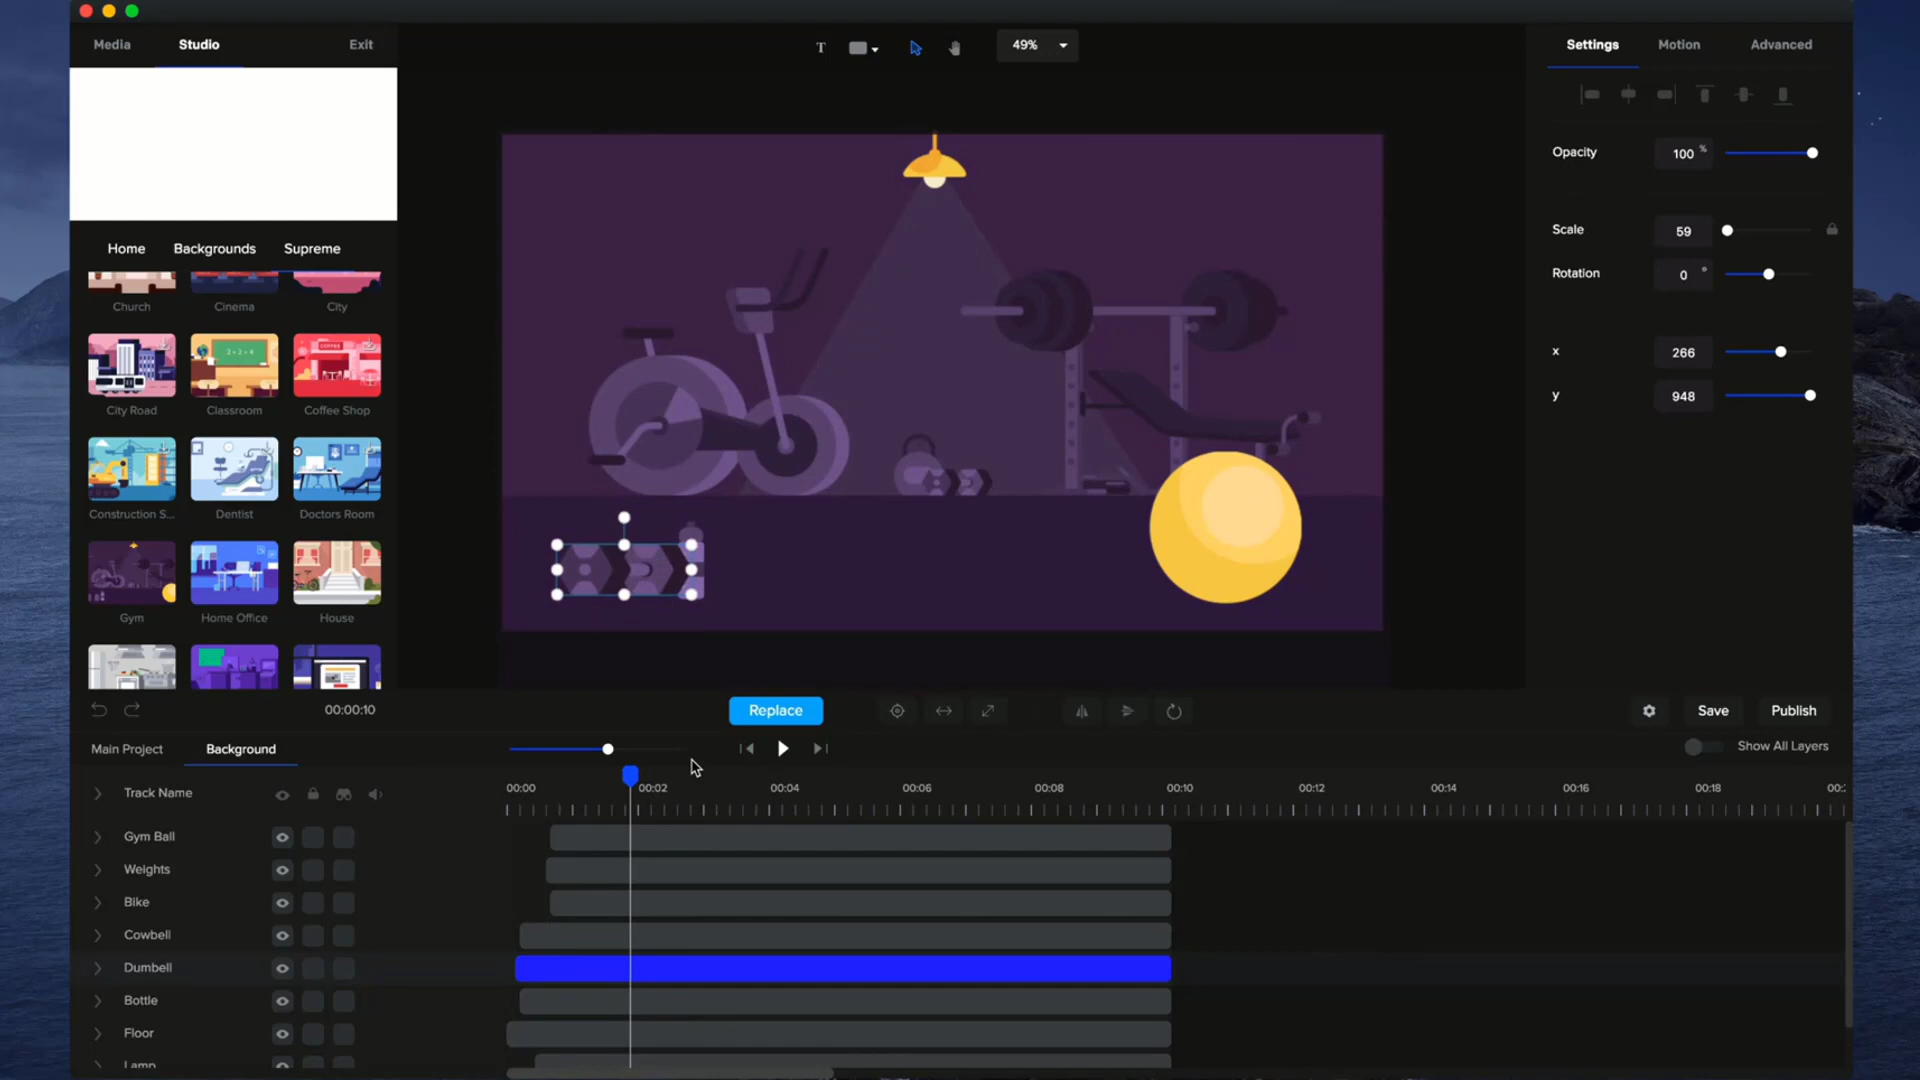 Media Studio Exit
49%
Settings Motion Advanced
Opacity 100 %
Home Backgrounds Supreme
Scale 59
Rotation 0 °
Church Cinema City
x 266
y 948
City Road Classroom Coffee Shop
Construction S... Dentist Doctors Room
Gym Home Office House
00:00:10
Replace
Save Publish
Main Project Background
Show All Layers
Track Name
00:00 00:02 00:04 00:06 00:08 00:10 00:12 00:14 00:16 00:18 00:2
Gym Ball
Weights
Bike
Cowbell
Dumbell
Bottle
Floor
Lamp